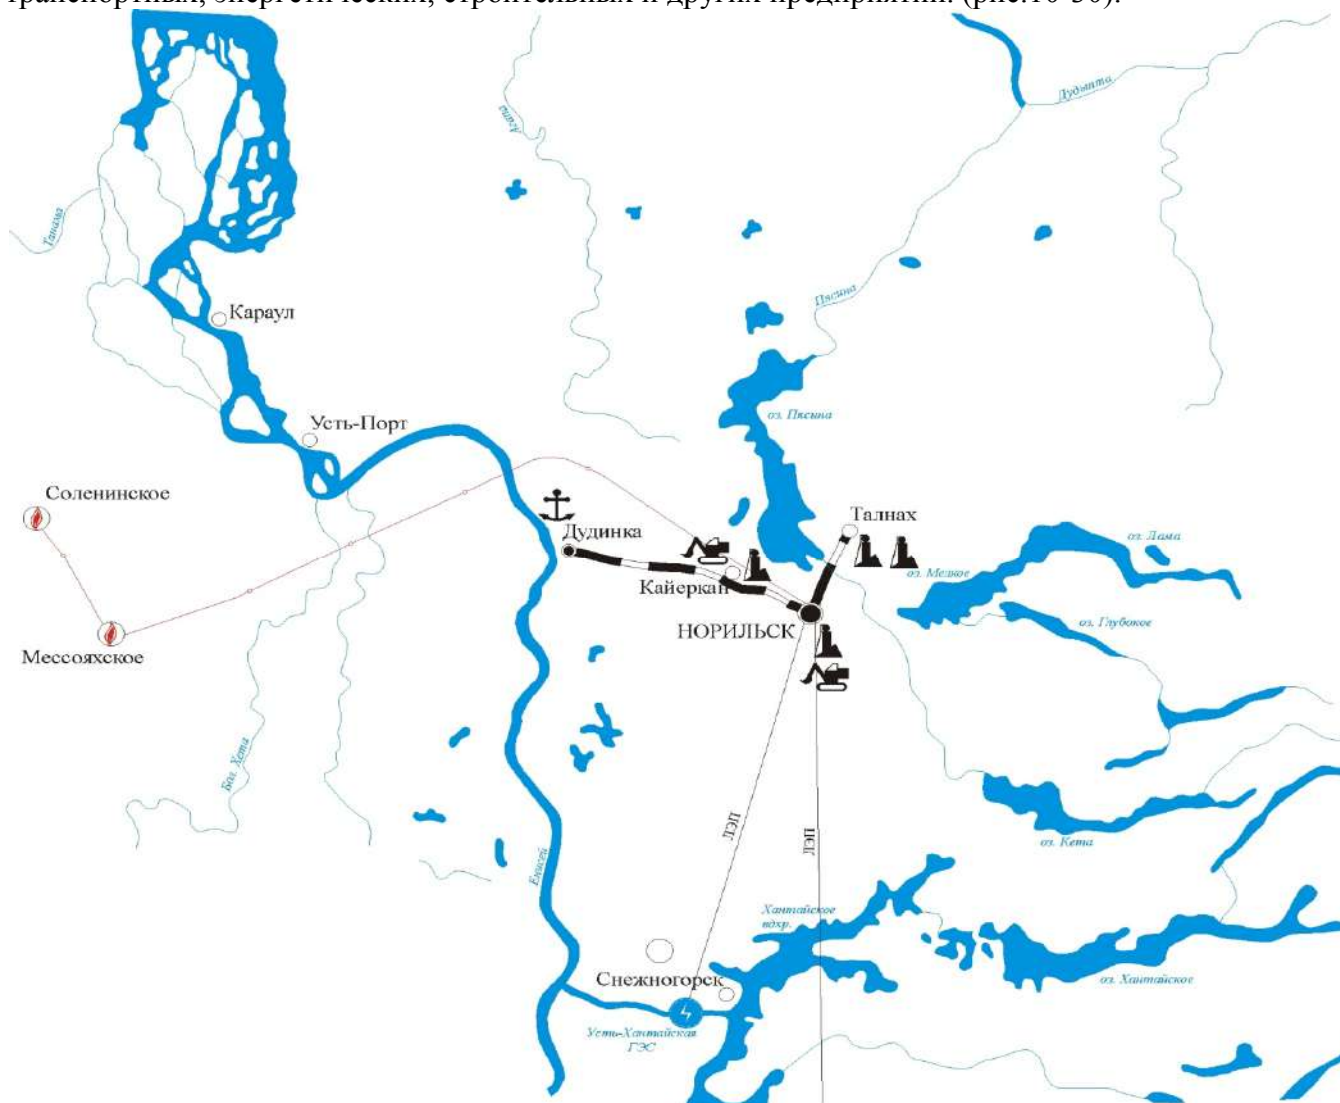 транспортных, энергетических, строительных и других предприятий. (рис.10-30).
Дудыпта
Агапа
Танама
Пясина
Караул
оз. Пясина
Усть-Порт
Соленинское
Талнах
Дудинка
оз. Лама
оз. Мелкое
Кайеркан
оз. Глубокое
НОРИЛЬСК
Мессояхское
Бол. Хета
ЛЭП
ЛЭП
оз. Кета
Енисей
Хантайское
вдхр.
Снежногорск
оз. Хантайское
Усть-Хантайская
ГЭС